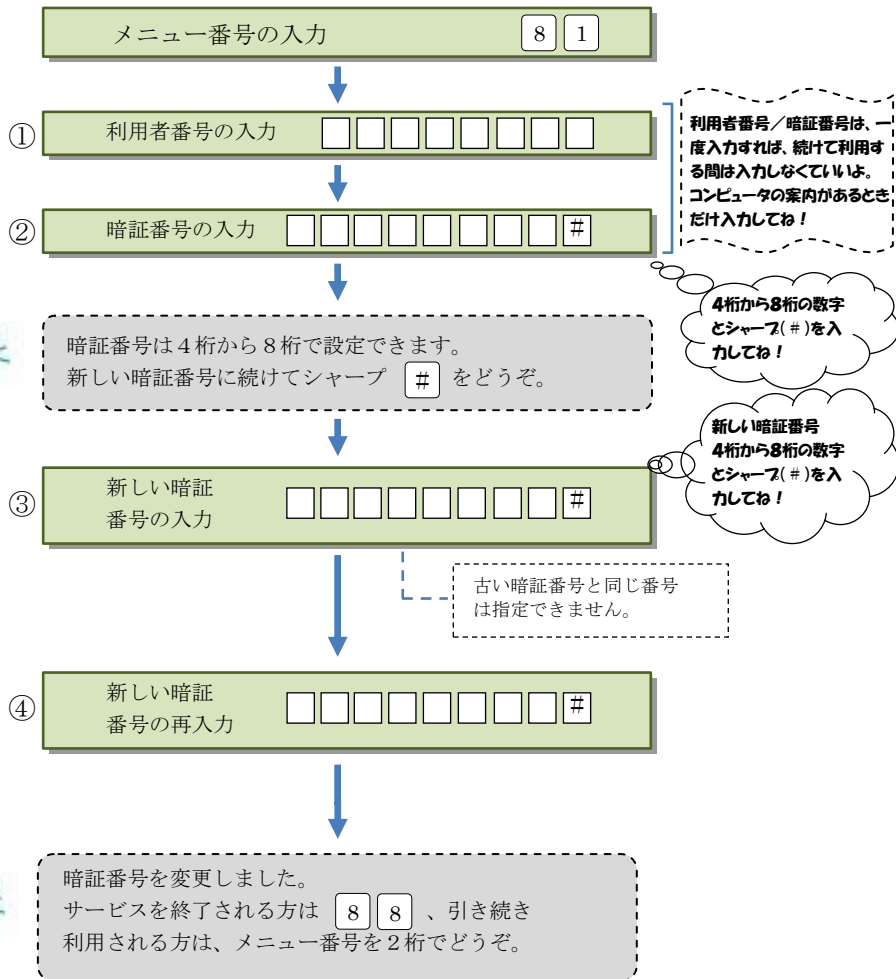 メニュー番号の入力 8 1
① 利用者番号の入力
利用者番号／暗証番号は、一
度入力すれば、続けて利用す
る間は入力しなくていいよ。
コンピュータの案内があるとき
だけ入力してね！
② 暗証番号の入力 #
4桁から8桁の数字
とシャープ(#)を入
力してね！
暗証番号は４桁から８桁で設定できます。
新しい暗証番号に続けてシャープ # をどうぞ。
新しい暗証番号
4桁から8桁の数字
とシャープ(#)を入
力してね！
③ 新しい暗証
番号の入力 #
古い暗証番号と同じ番号
は指定できません。
④ 新しい暗証
番号の再入力 #
暗証番号を変更しました。
サービスを終了される方は 8 8 、引き続き
利用される方は、メニュー番号を２桁でどうぞ。